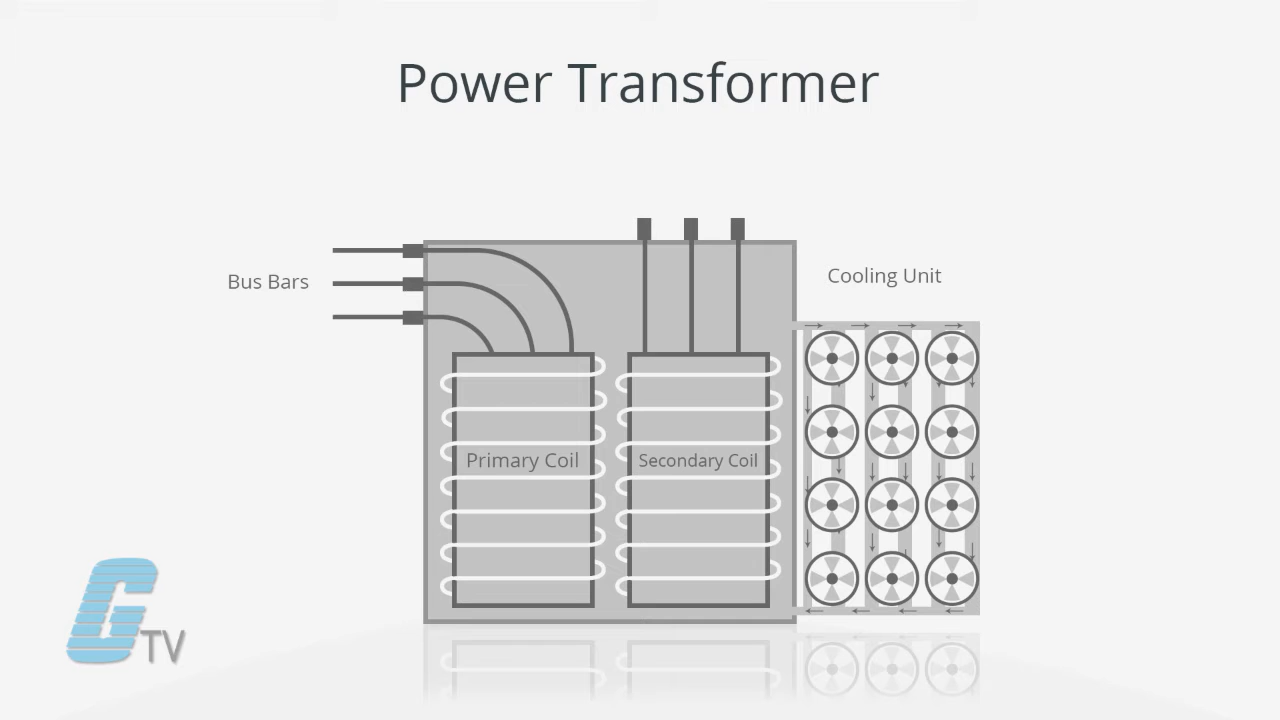 Power Transformer
Bus Bars
Cooling Unit
Primary Coil
Secondary Coil
G TV